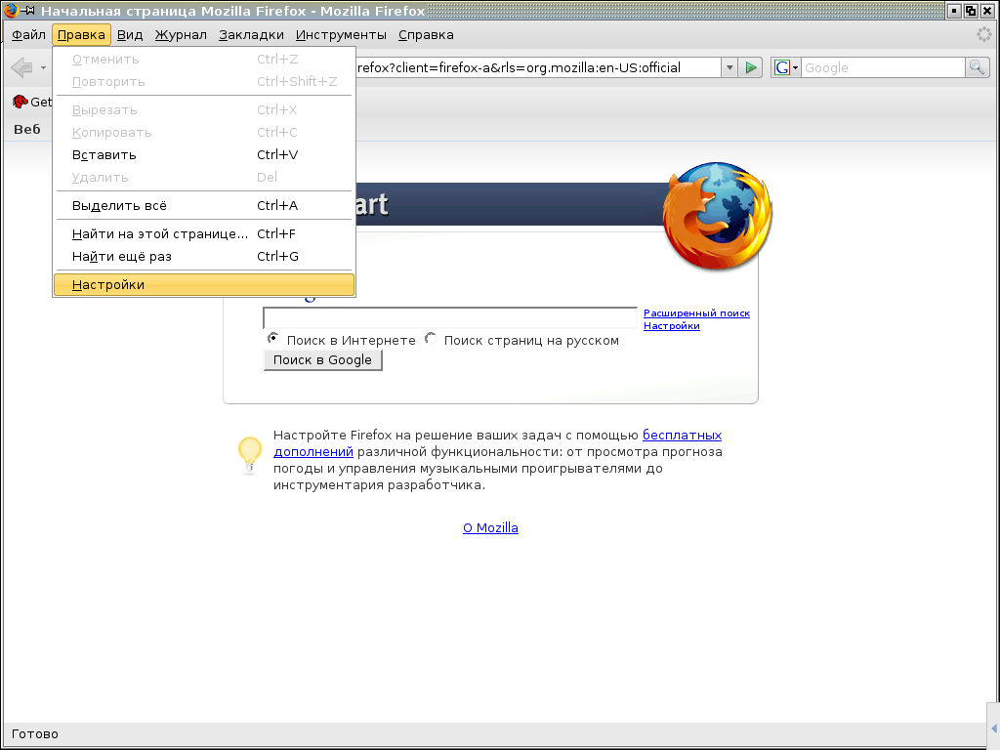 Начальная страница Mozilla Firefox - Mozilla Firefox
Файл Правка Вид Журнал Закладки Инструменты Справка
Отменить Ctrl+Z
Повторить Ctrl+Shift+Z
Вырезать Ctrl+X
Копировать Ctrl+C
Вставить Ctrl+V
Удалить Del
Выделить всё Ctrl+A
Найти на этой странице... Ctrl+F
Найти ещё раз Ctrl+G
Настройки
refox?client=firefox-a&rls=org.mozilla:en-US:official
G Google
Get
Веб
art
Расширенный поиск
Настройки
Поиск в Интернете Поиск страниц на русском
Поиск в Google
Настройте Firefox на решение ваших задач с помощью бесплатных
дополнений различной функциональности: от просмотра прогноза
погоды и управления музыкальными проигрывателями до
инструментария разработчика.
О Mozilla
Готово